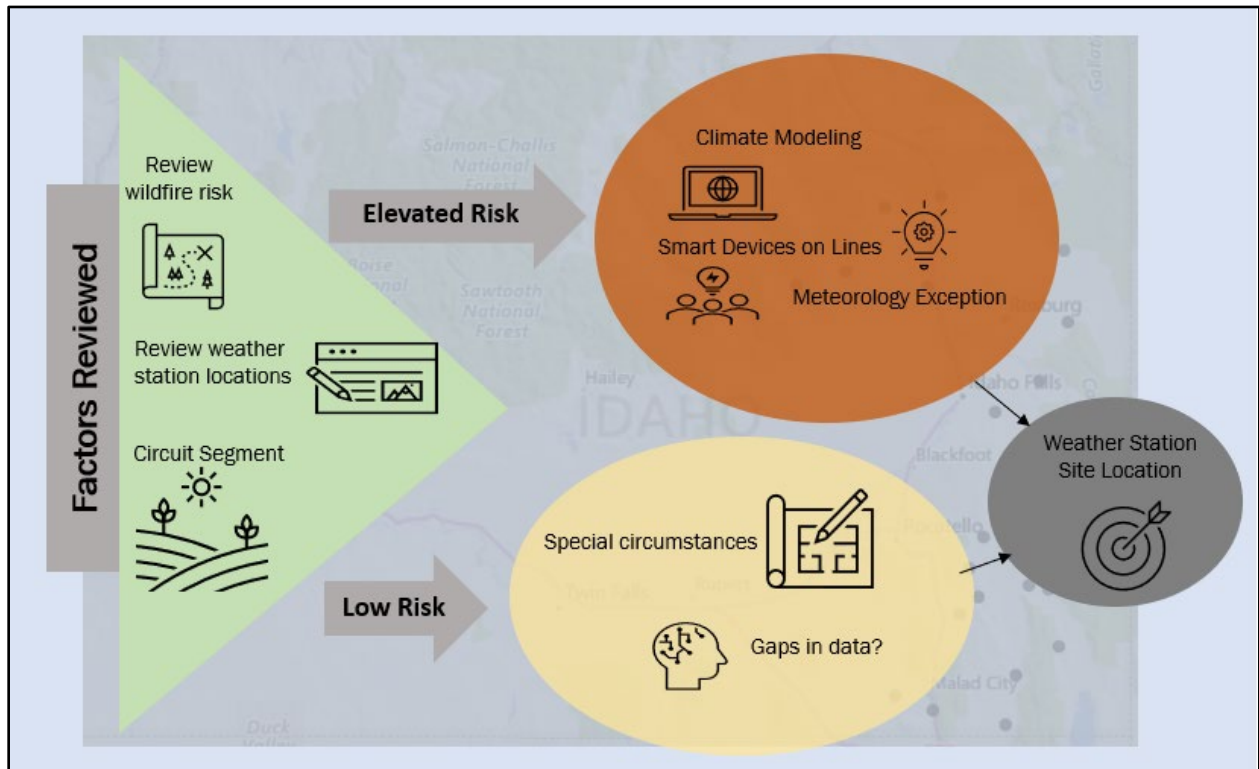 Factors Reviewed
Review
wildfire risk
Review weather
station locations
Circuit Segment
Elevated Risk
Low Risk
Climate Modeling
Smart Devices on Lines
Meteorology Exception
Special circumstances
Gaps in data?
Weather Station
Site Location
Salmon-Challis
National
Forest
Sawtooth
National
Forest
Hailey
IDAHO
Idaho Falls
Blackfoot
Twin Falls
Malad City
Duck